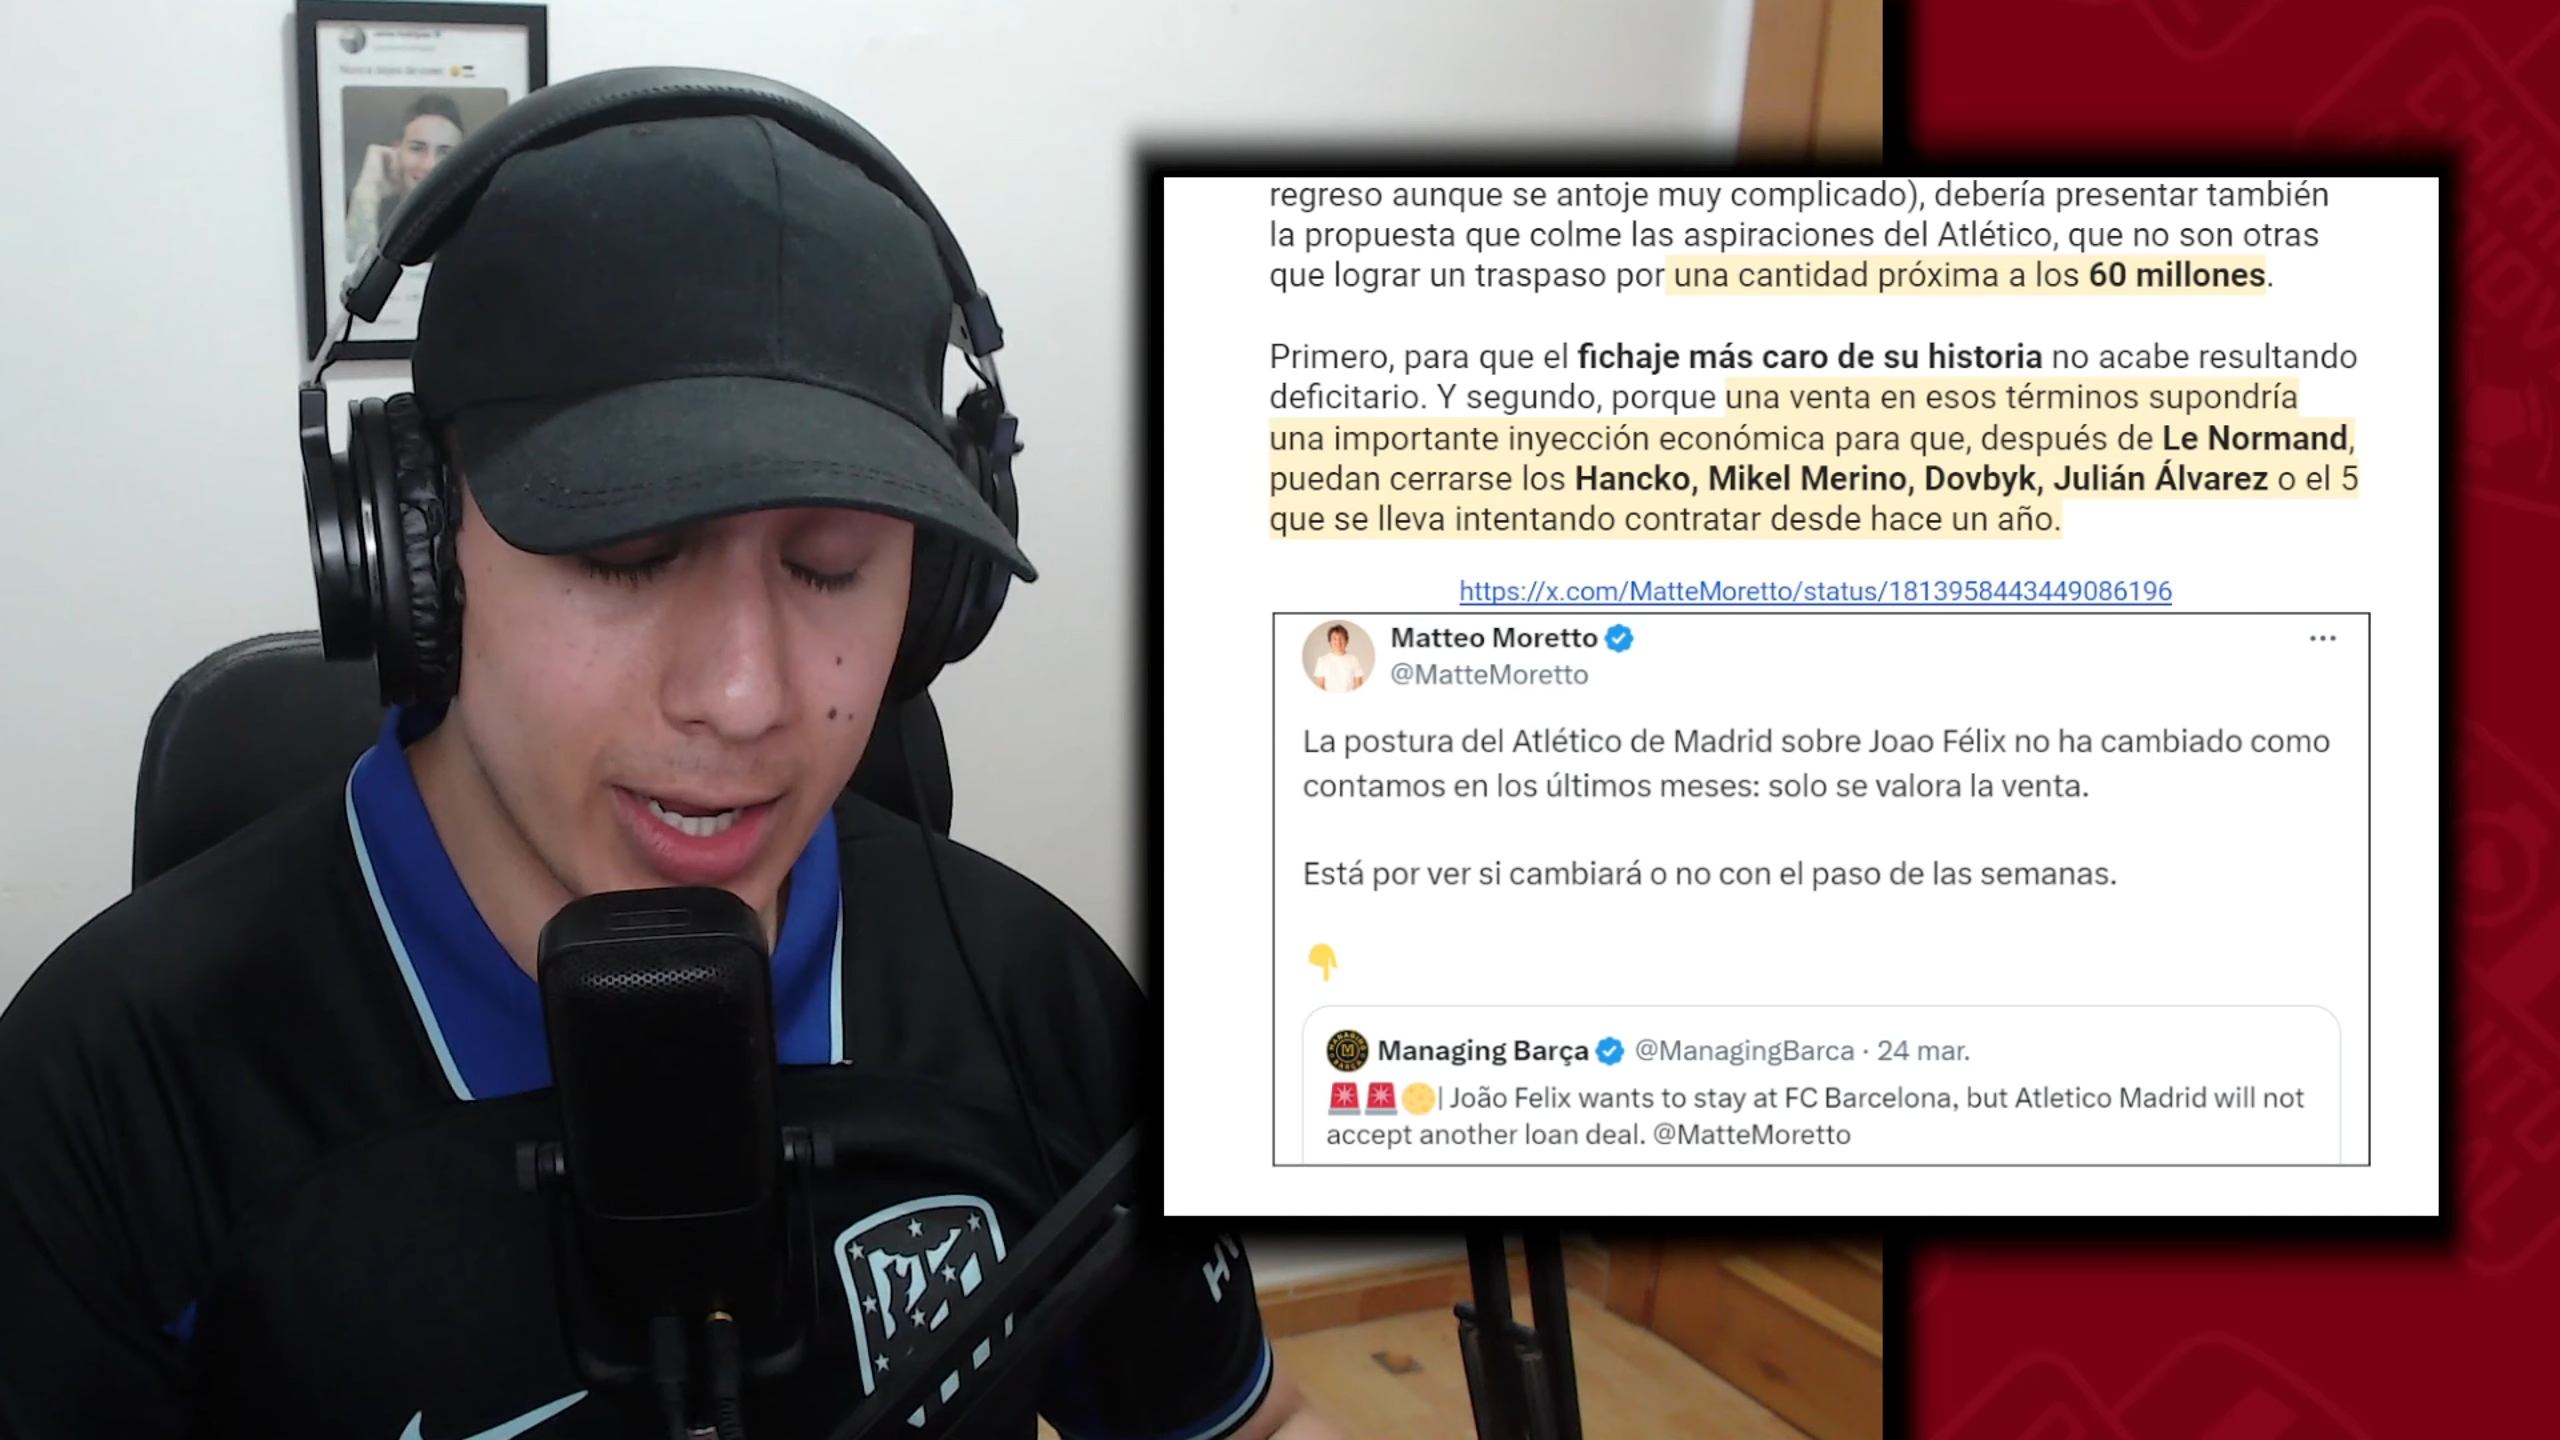 regreso aunque se antoje muy complicado), debería presentar también
la propuesta que colme las aspiraciones del Atlético, que no son otras
que lograr un traspaso por una cantidad próxima a los 60 millones.
Primero, para que el fichaje más caro de su historia no acabe resultando
deficitario. Y segundo, porque una venta en esos términos supondría
una importante inyección económica para que, después de Le Normand,
puedan cerrarse los Hancko, Mikel Merino, Dovbyk, Julián Álvarez o el 5
que se lleva intentando contratar desde hace un año.
https://x.com/MatteMoretto/status/1813958443449086196
Matteo Moretto
@MatteMoretto
La postura del Atlético de Madrid sobre Joao Félix no ha cambiado como
contamos en los últimos meses: solo se valora la venta.
Está por ver si cambiará o no con el paso de las semanas.
👇
Managing Barça @ManagingBarca · 24 mar.
🚨🚨🌕| João Felix wants to stay at FC Barcelona, but Atletico Madrid will not
accept another loan deal. @MatteMoretto